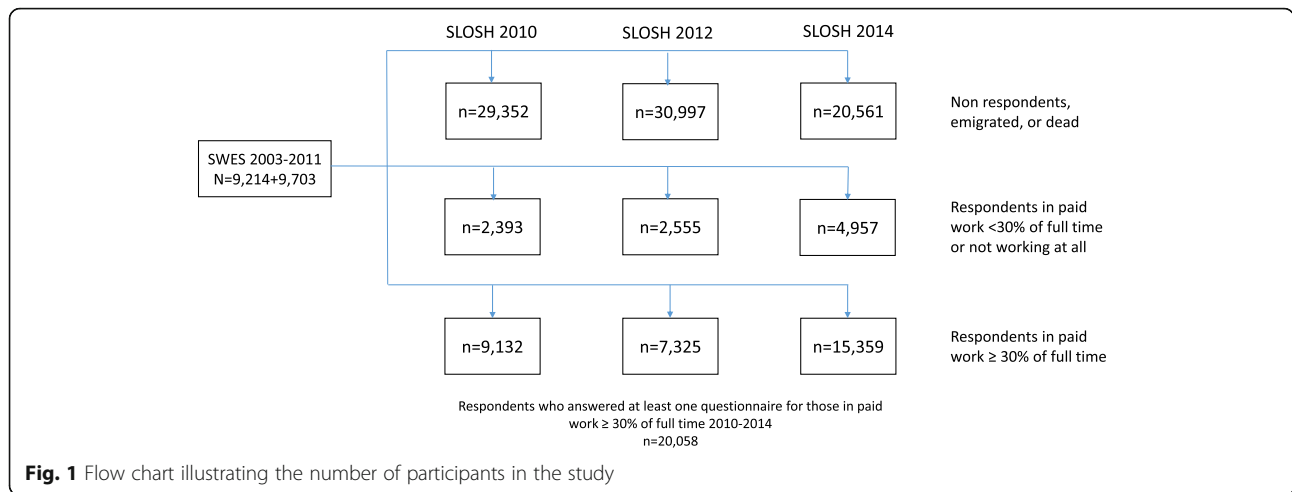 SLOSH 2010
SLOSH 2012
SLOSH 2014
n=29,352
n=30,997
n=20,561
Non respondents,
emigrated, or dead
SWES 2003-2011
N=9,214+9,703
n=2,393
n=2,555
n=4,957
Respondents in paid
work <30% of full time
or not working at all
n=9,132
n=7,325
n=15,359
Respondents in paid
work ≥ 30% of full time
Respondents who answered at least one questionnaire for those in paid
work ≥ 30% of full time 2010-2014
n=20,058
Fig. 1 Flow chart illustrating the number of participants in the study